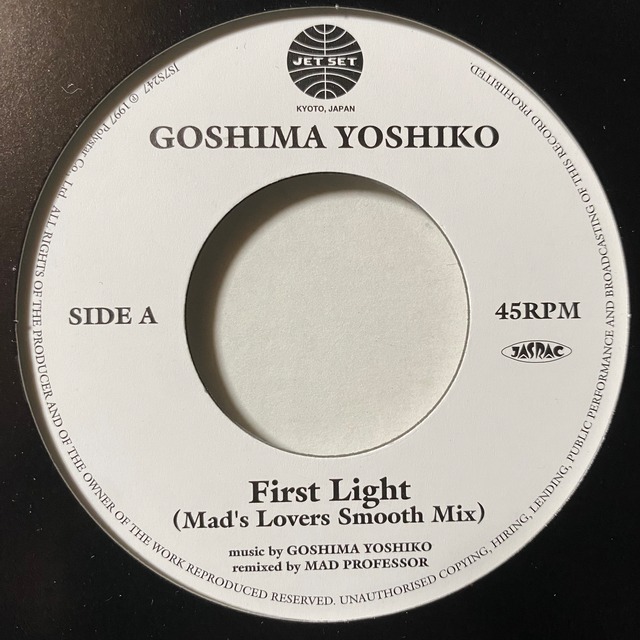 JET SET
KYOTO, JAPAN
GOSHIMA YOSHIKO
SIDE A
45RPM
JASRAC
First Light
(Mad's Lovers Smooth Mix)
music by GOSHIMA YOSHIKO
remixed by MAD PROFESSOR
JS7S247 ℗ 1997 Polystar Co., Ltd. ALL RIGHTS OF THE PRODUCER AND OF THE OWNER OF THE WORK REPRODUCED RESERVED. UNAUTHORISED COPYING, HIRING, LENDING, PUBLIC PERFORMANCE AND BROADCASTING OF THIS RECORD PROHIBITED.